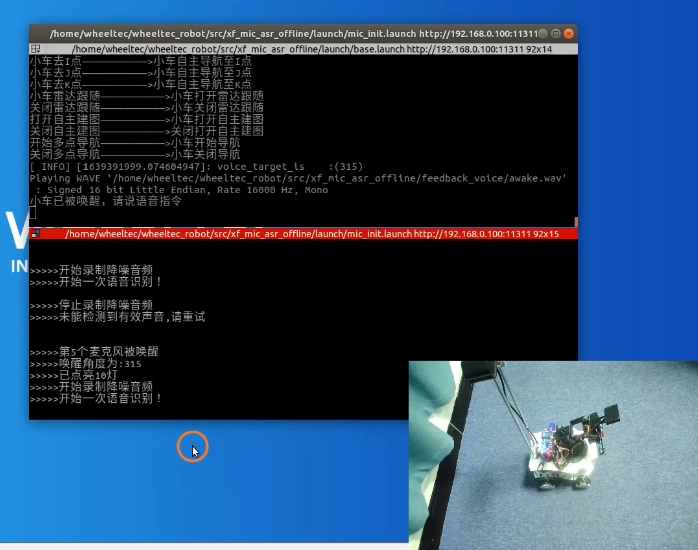 /home/wheeltec/wheeltec_robot/src/xf_mic_asr_offline/launch/mic_init.launch http://192.168.0.100:11311
/home/wheeltec/wheeltec_robot/src/xf_mic_asr_offline/launch/base.launch http://192.168.0.100:11311 92x14
小车去I点———————————>小车自主导航至I点
小车去J点———————————>小车自主导航至J点
小车去K点———————————>小车自主导航至K点
小车雷达跟随———————————>小车打开雷达跟随
关闭雷达跟随———————————>小车关闭雷达跟随
打开自主建图———————————>小车打开自主建图
关闭自主建图———————————>关闭打开自主建图
开始多点导航———————————>小车开始导航
关闭多点导航———————————>小车关闭导航
[ INFO] [1639391999.074604947]: voice_target_is    :(315)
Playing WAVE '/home/wheeltec/wheeltec_robot/src/xf_mic_asr_offline/feedback_voice/awake.wav'
: Signed 16 bit Little Endian, Rate 16000 Hz, Mono
小车已被唤醒，请说语音指令
/home/wheeltec/wheeltec_robot/src/xf_mic_asr_offline/launch/mic_init.launch http://192.168.0.100:11311 92x15
>>>>>开始录制降噪音频
>>>>>开始一次语音识别！
>>>>>停止录制降噪音频
>>>>>未能检测到有效声音,请重试
>>>>>第5个麦克风被唤醒
>>>>>唤醒角度为:315
>>>>>已点亮10灯
>>>>>开始录制降噪音频
>>>>>开始一次语音识别！
W
IN